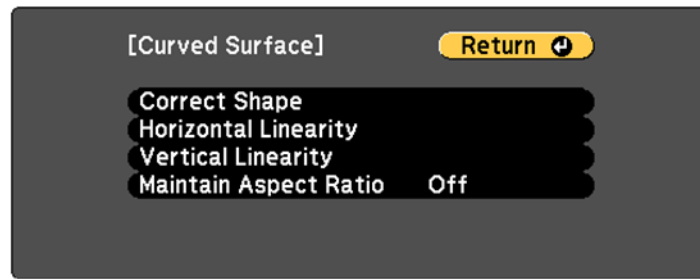 [Curved Surface] Return
Correct Shape
Horizontal Linearity
Vertical Linearity
Maintain Aspect Ratio Off